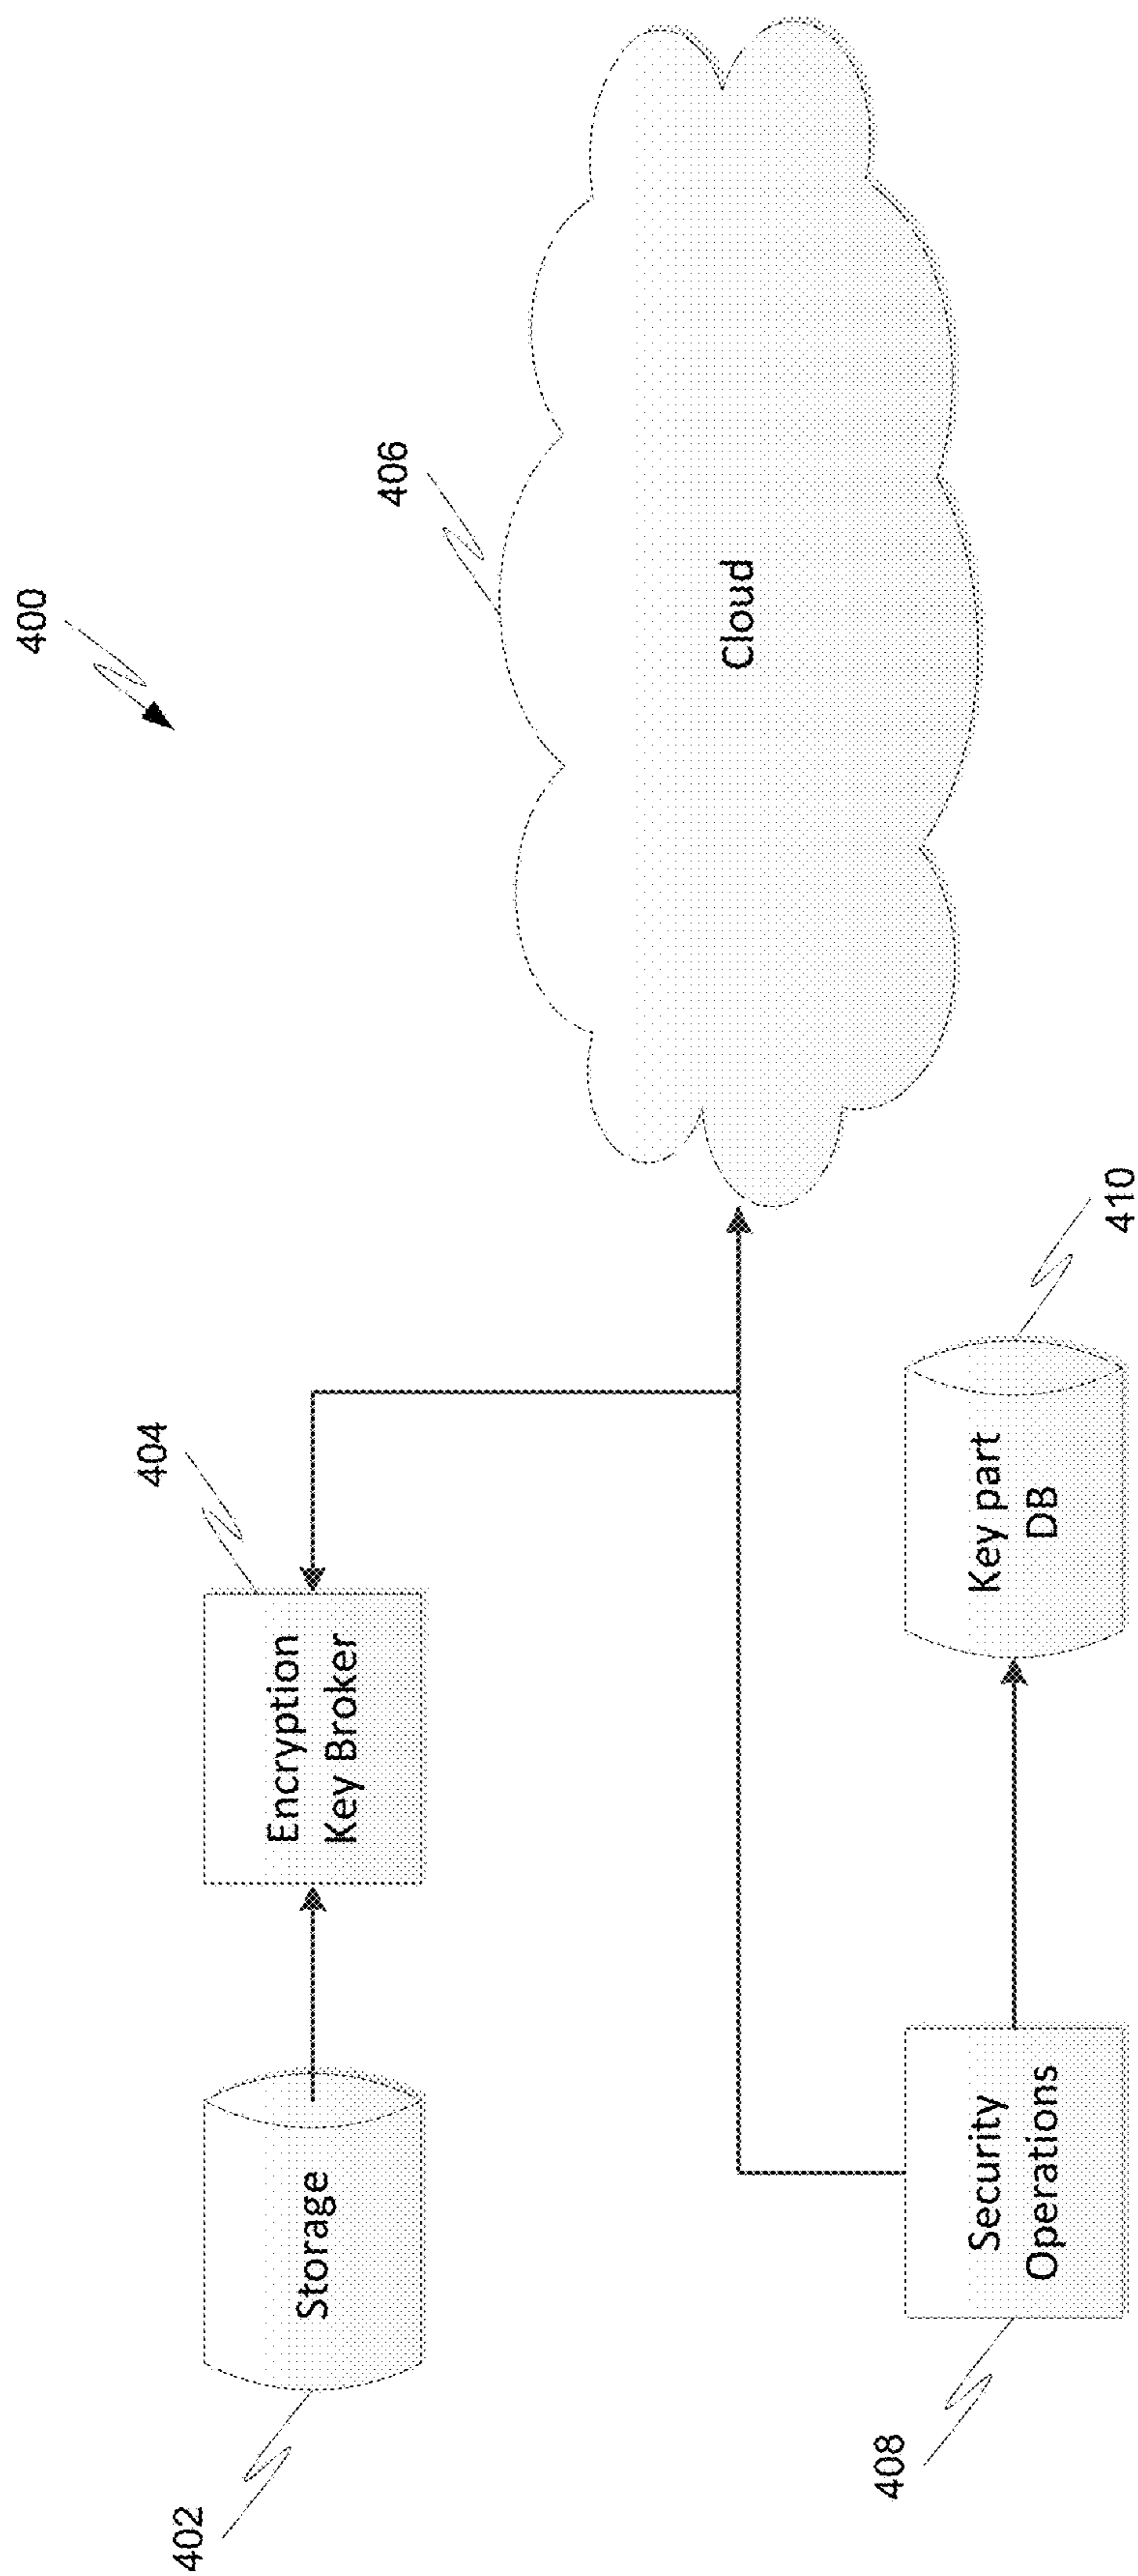 400
402
Storage
404
Encryption
Key Broker
406
Cloud
408
Security
Operations
410
Key part
DB